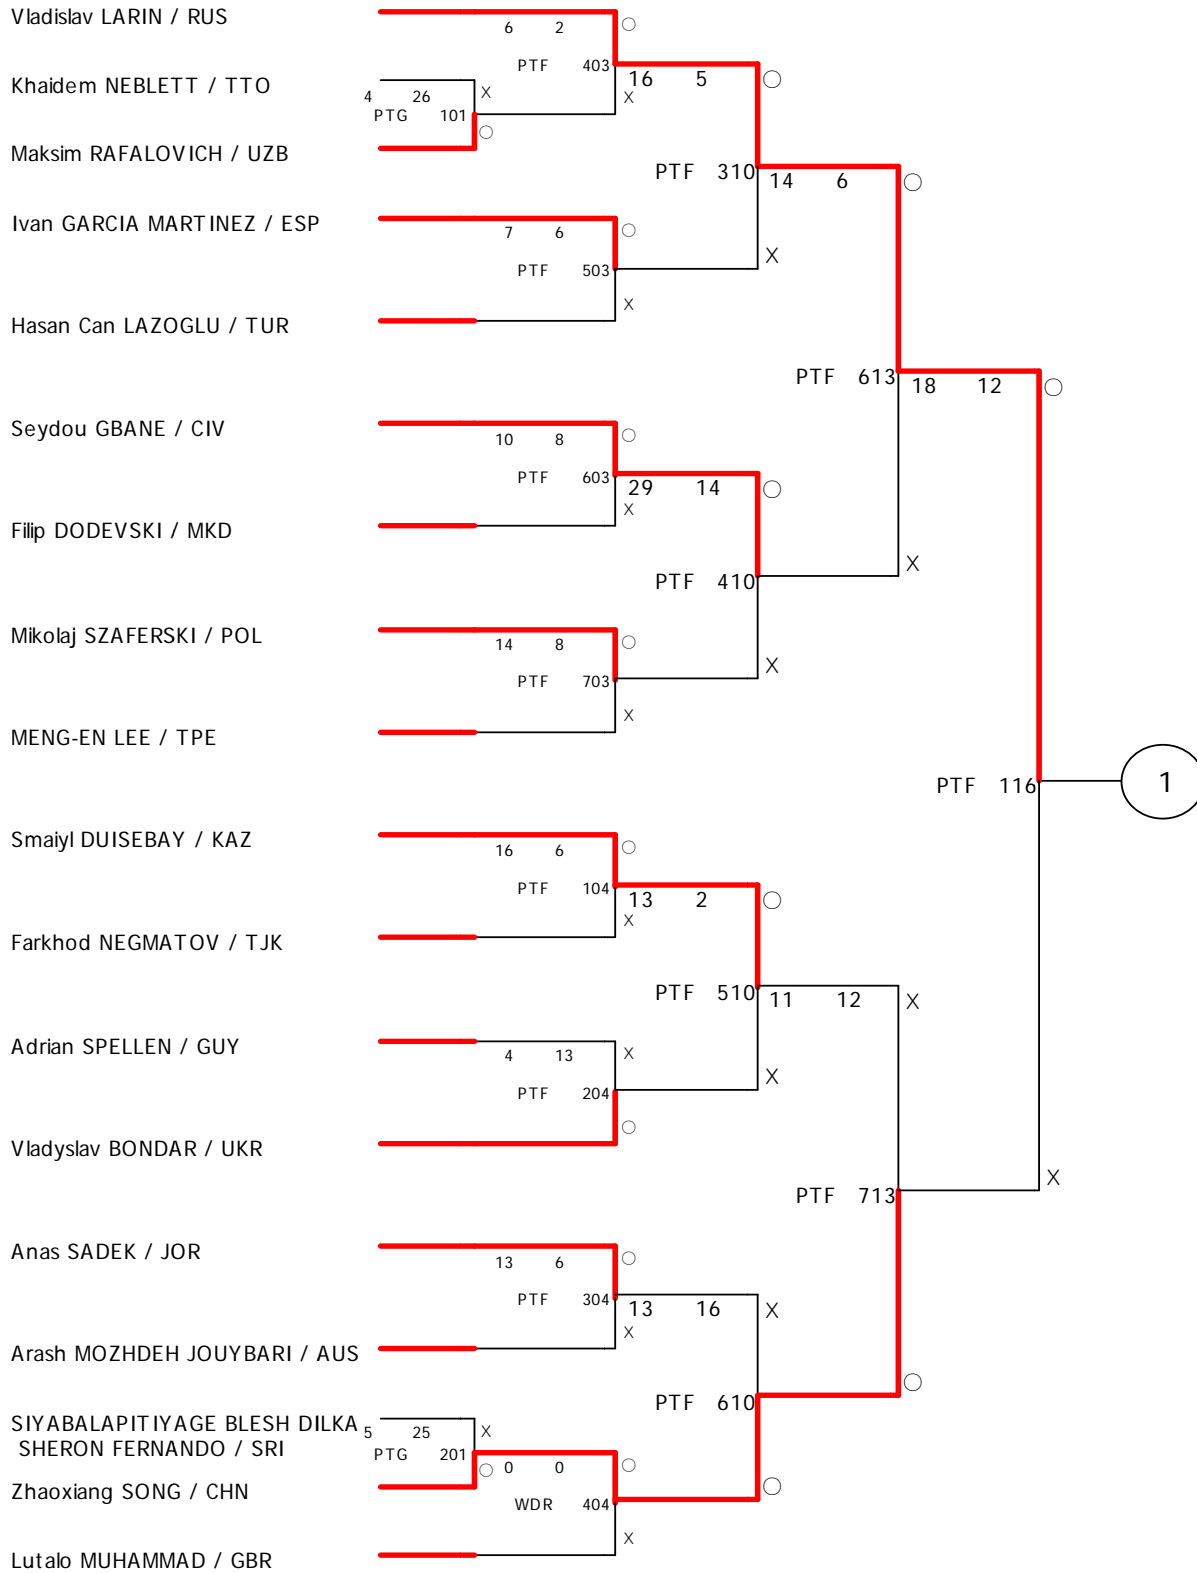 Vladislav LARIN / RUS
6 2 ○
PTF 403
16 5 ○
Khaidem NEBLETT / TTO
4 26 X
X
PTG 101
○
Maksim RAFALOVICH / UZB
PTF 310
14 6 ○
Ivan GARCIA MARTINEZ / ESP
7 6 ○
X
PTF 503
X
Hasan Can LAZOGLU / TUR
PTF 613
18 12 ○
Seydou GBANE / CIV
10 8 ○
PTF 603
29 14 ○
X
Filip DODEVSKI / MKD
X
PTF 410
Mikolaj SZAFERSKI / POL
14 8 ○
X
PTF 703
X
MENG-EN LEE / TPE
PTF 116
1
Smaiyl DUISEBAY / KAZ
16 6 ○
PTF 104
13 2 ○
X
Farkhod NEGMATOV / TJK
PTF 510
11 12 X
Adrian SPELLEN / GUY
4 13 X
X
PTF 204
○
Vladyslav BONDAR / UKR
X
PTF 713
Anas SADEK / JOR
13 6 ○
PTF 304
13 16 X
X
Arash MOZHDEH JOUYBARI / AUS
○
PTF 610
SIYABALAPITIYAGE BLESH DILKA
5 25 X
SHERON FERNANDO / SRI
PTG 201
○ 0 0 ○
○
Zhaoxiang SONG / CHN
WDR 404
X
Lutalo MUHAMMAD / GBR